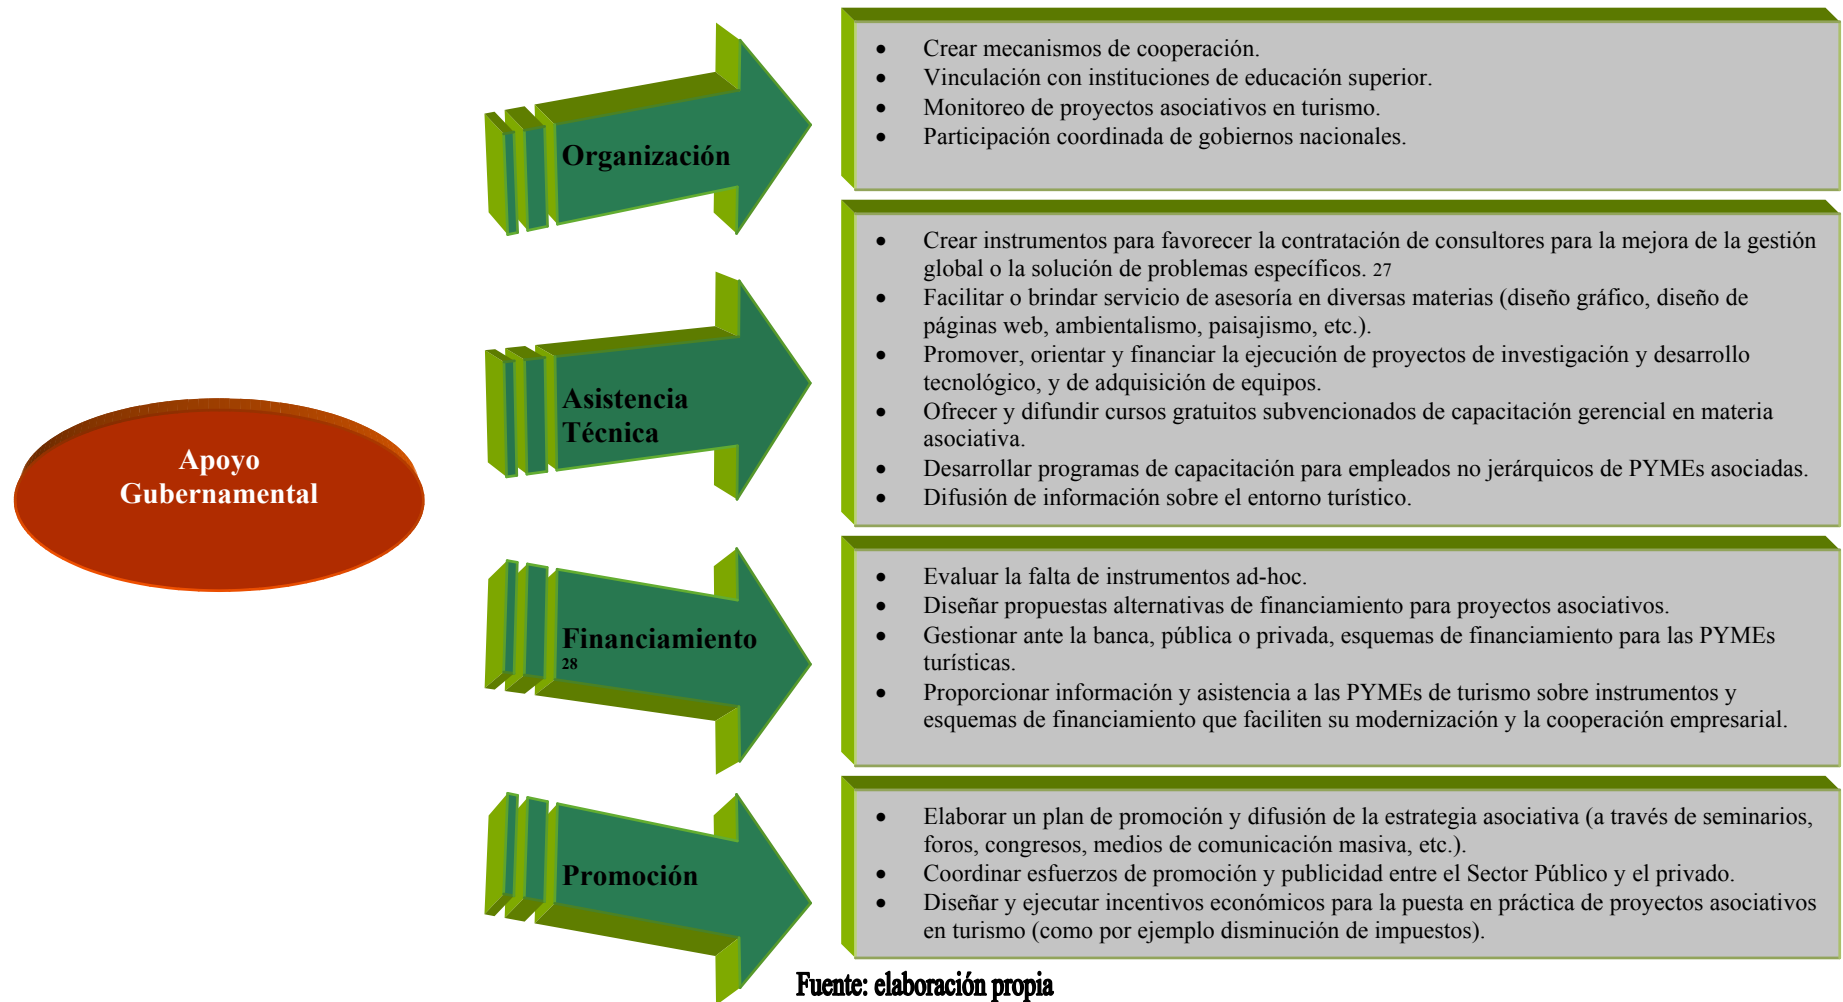 Apoyo
Gubernamental
Organización
• Crear mecanismos de cooperación.
• Vinculación con instituciones de educación superior.
• Monitoreo de proyectos asociativos en turismo.
• Participación coordinada de gobiernos nacionales.
Asistencia
Técnica
• Crear instrumentos para favorecer la contratación de consultores para la mejora de la gestión
global o la solución de problemas específicos. 27
• Facilitar o brindar servicio de asesoría en diversas materias (diseño gráfico, diseño de
páginas web, ambientalismo, paisajismo, etc.).
• Promover, orientar y financiar la ejecución de proyectos de investigación y desarrollo
tecnológico, y de adquisición de equipos.
• Ofrecer y difundir cursos gratuitos subvencionados de capacitación gerencial en materia
asociativa.
• Desarrollar programas de capacitación para empleados no jerárquicos de PYMEs asociadas.
• Difusión de información sobre el entorno turístico.
Financiamiento
28
• Evaluar la falta de instrumentos ad-hoc.
• Diseñar propuestas alternativas de financiamiento para proyectos asociativos.
• Gestionar ante la banca, pública o privada, esquemas de financiamiento para las PYMEs
turísticas.
• Proporcionar información y asistencia a las PYMEs de turismo sobre instrumentos y
esquemas de financiamiento que faciliten su modernización y la cooperación empresarial.
Promoción
• Elaborar un plan de promoción y difusión de la estrategia asociativa (a través de seminarios,
foros, congresos, medios de comunicación masiva, etc.).
• Coordinar esfuerzos de promoción y publicidad entre el Sector Público y el privado.
• Diseñar y ejecutar incentivos económicos para la puesta en práctica de proyectos asociativos
en turismo (como por ejemplo disminución de impuestos).
Fuente: elaboración propia